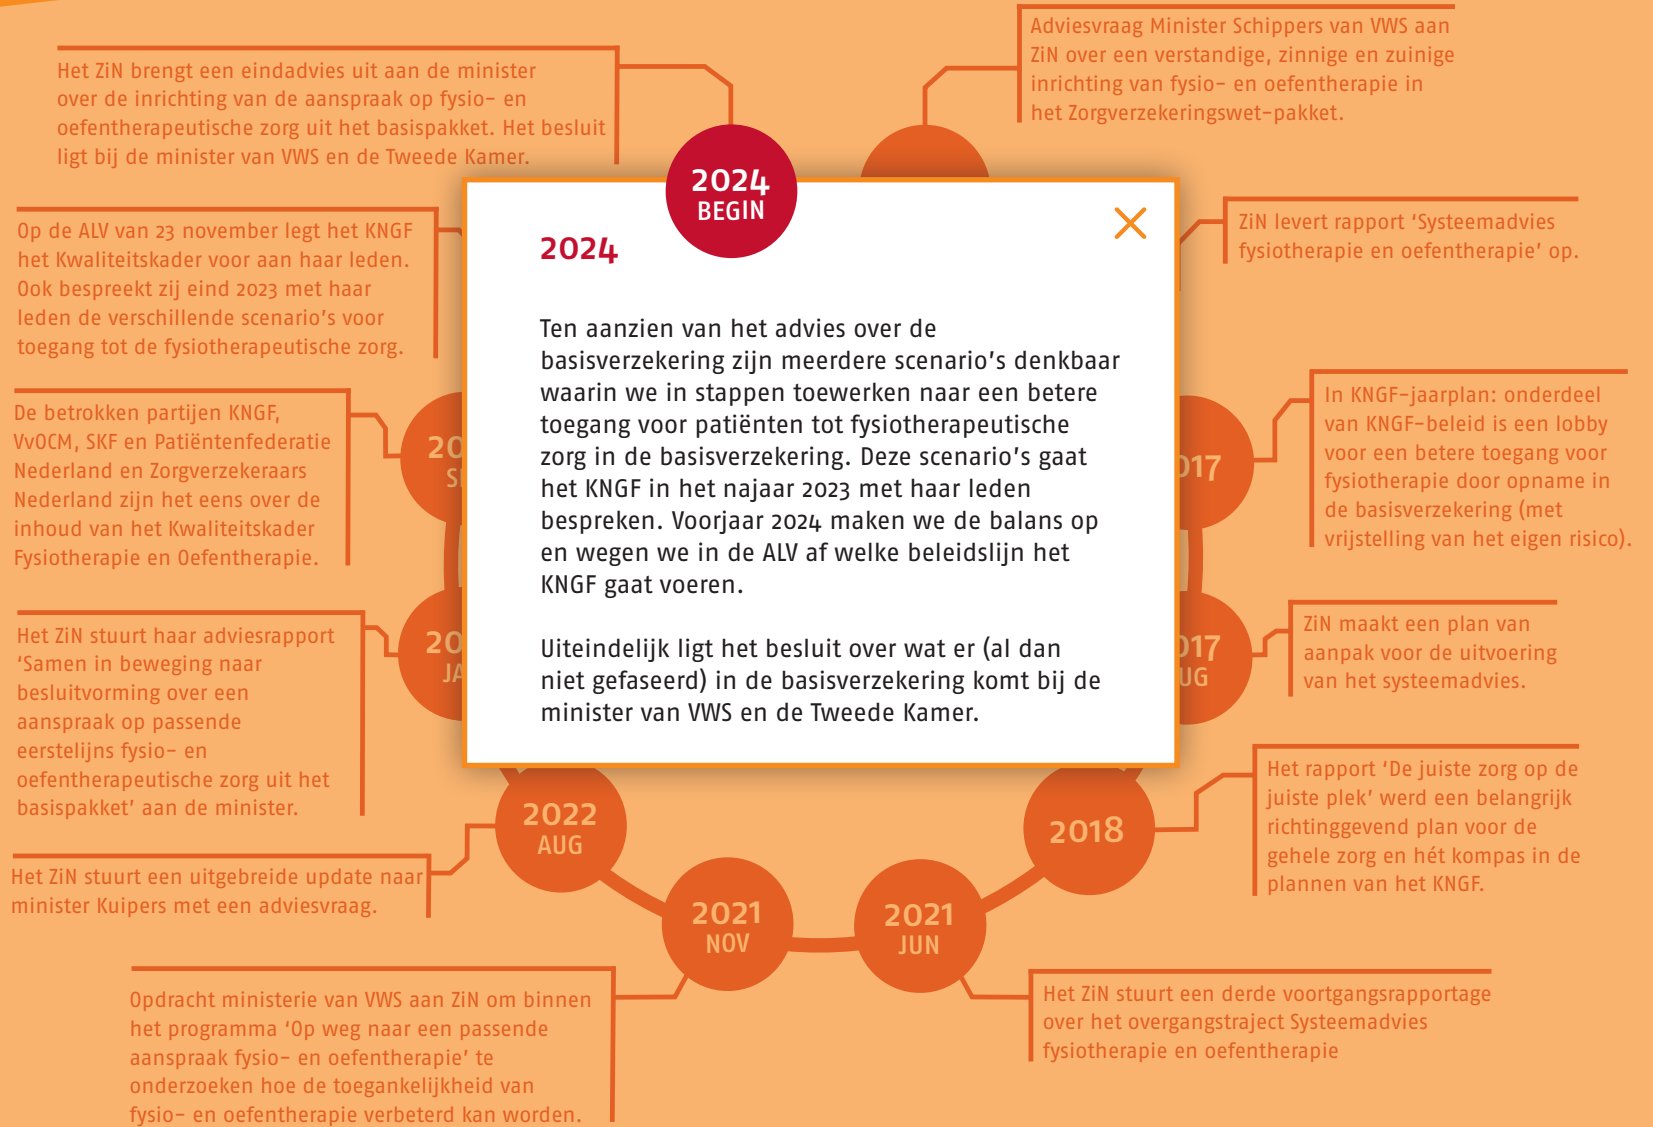 Het ZiN brengt een eindadvies uit aan de minister
over de inrichting van de aanspraak op fysio- en
oefentherapeutische zorg uit het basispakket. Het besluit
ligt bij de minister van VWS en de Tweede Kamer.
Adviesvraag Minister Schippers van VWS aan
ZiN over een verstandige, zinnige en zuinige
inrichting van fysio- en oefentherapie in
het Zorgverzekeringswet-pakket.
2024
BEGIN
Op de ALV van 23 november legt het KNGF
het Kwaliteitskader voor aan haar leden.
Ook bespreekt zij eind 2023 met haar
leden de verschillende scenario's voor
toegang tot de fysiotherapeutische zorg.
ZiN levert rapport ‘Systeemadvies
fysiotherapie en oefentherapie’ op.
2024
Ten aanzien van het advies over de
basisverzekering zijn meerdere scenario's denkbaar
waarin we in stappen toewerken naar een betere
toegang voor patiënten tot fysiotherapeutische
zorg in de basisverzekering. Deze scenario's gaat
het KNGF in het najaar 2023 met haar leden
bespreken. Voorjaar 2024 maken we de balans op
en wegen we in de ALV af welke beleidslijn het
KNGF gaat voeren.
Uiteindelijk ligt het besluit over wat er (al dan
niet gefaseerd) in de basisverzekering komt bij de
minister van VWS en de Tweede Kamer.
De betrokken partijen KNGF,
VvOCM, SKF en Patiëntenfederatie
Nederland en Zorgverzekeraars
Nederland zijn het eens over de
inhoud van het Kwaliteitskader
Fysiotherapie en Oefentherapie.
In KNGF-jaarplan: onderdeel
van KNGF-beleid is een lobby
voor een betere toegang voor
fysiotherapie door opname in
de basisverzekering (met
vrijstelling van het eigen risico).
Het ZiN stuurt haar adviesrapport
‘Samen in beweging naar
besluitvorming over een
aanspraak op passende
eerstelijns fysio- en
oefentherapeutische zorg uit het
basispakket’ aan de minister.
ZiN maakt een plan van
aanpak voor de uitvoering
van het systeemadvies.
2022
AUG
2018
Het rapport ‘De juiste zorg op de
juiste plek’ werd een belangrijk
richtinggevend plan voor de
gehele zorg en hét kompas in de
plannen van het KNGF.
Het ZiN stuurt een uitgebreide update naar
minister Kuipers met een adviesvraag.
2021
NOV
2021
JUN
Opdracht ministerie van VWS aan ZiN om binnen
het programma ‘Op weg naar een passende
aanspraak fysio- en oefentherapie’ te
onderzoeken hoe de toegankelijkheid van
fysio- en oefentherapie verbeterd kan worden.
Het ZiN stuurt een derde voortgangsrapportage
over het overgangstraject Systeemadvies
fysiotherapie en oefentherapie